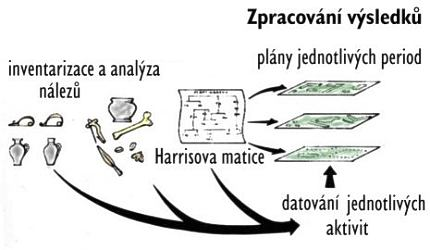 Zpracování výsledků
plány jednotlivých period
inventarizace a analýza
nálezů
Harrisova matice
datování jednotlivých
aktivit